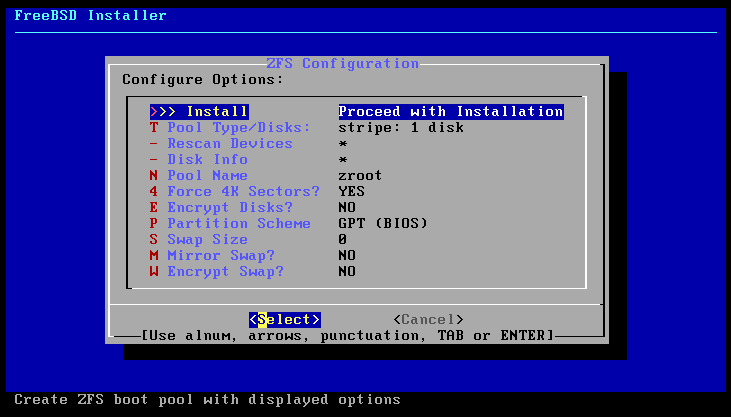 FreeBSD Installer
ZFS Configuration
Configure Options:
>>> Install Proceed with Installation
T Pool Type/Disks: stripe: 1 disk
- Rescan Devices *
- Disk Info *
N Pool Name zroot
4 Force 4K Sectors? YES
E Encrypt Disks? NO
P Partition Scheme GPT (BIOS)
S Swap Size 0
M Mirror Swap? NO
W Encrypt Swap? NO
<Select> <Cancel>
[Use alnum, arrows, punctuation, TAB or ENTER]
Create ZFS boot pool with displayed options